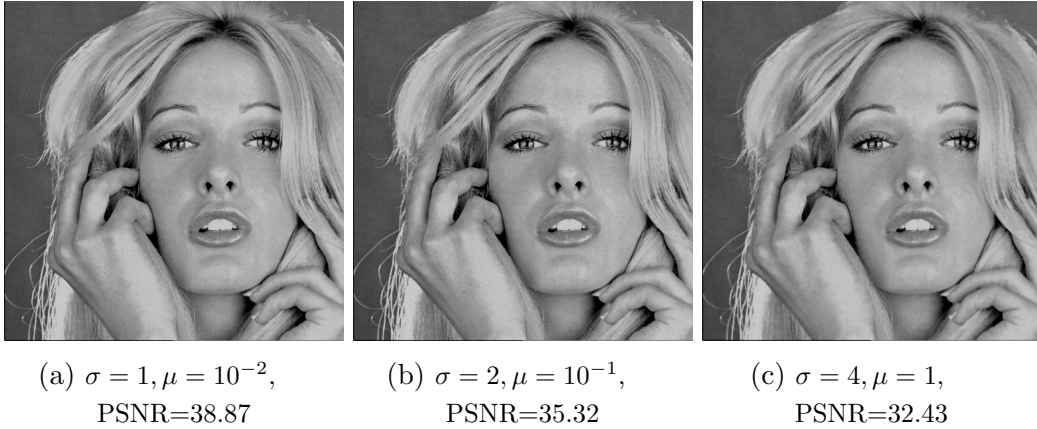 (a) σ = 1, μ = 10⁻²,
PSNR=38.87
(b) σ = 2, μ = 10⁻¹,
PSNR=35.32
(c) σ = 4, μ = 1,
PSNR=32.43